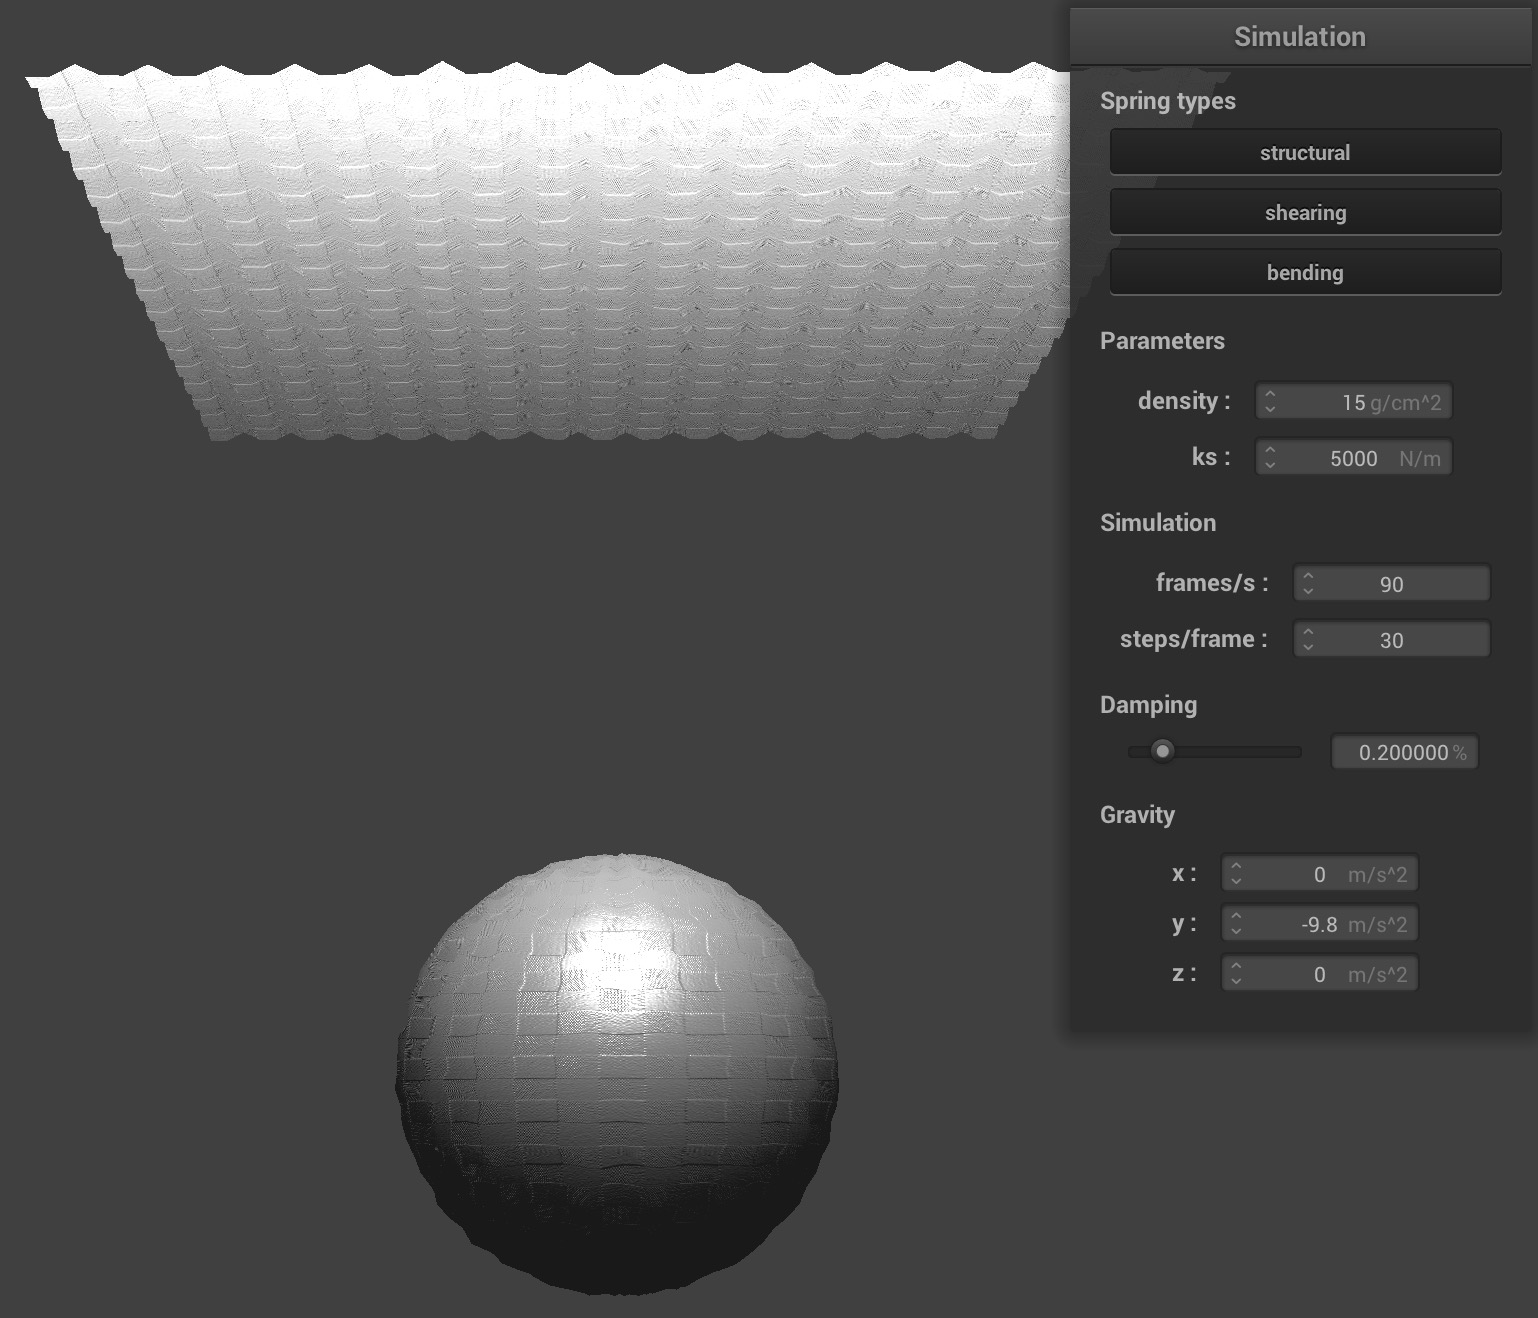 Simulation
Spring types
structural
shearing
bending
Parameters
density : 15 g/cm^2
ks : 5000 N/m
Simulation
frames/s : 90
steps/frame : 30
Damping
0.200000 %
Gravity
x : 0 m/s^2
y : -9.8 m/s^2
z : 0 m/s^2